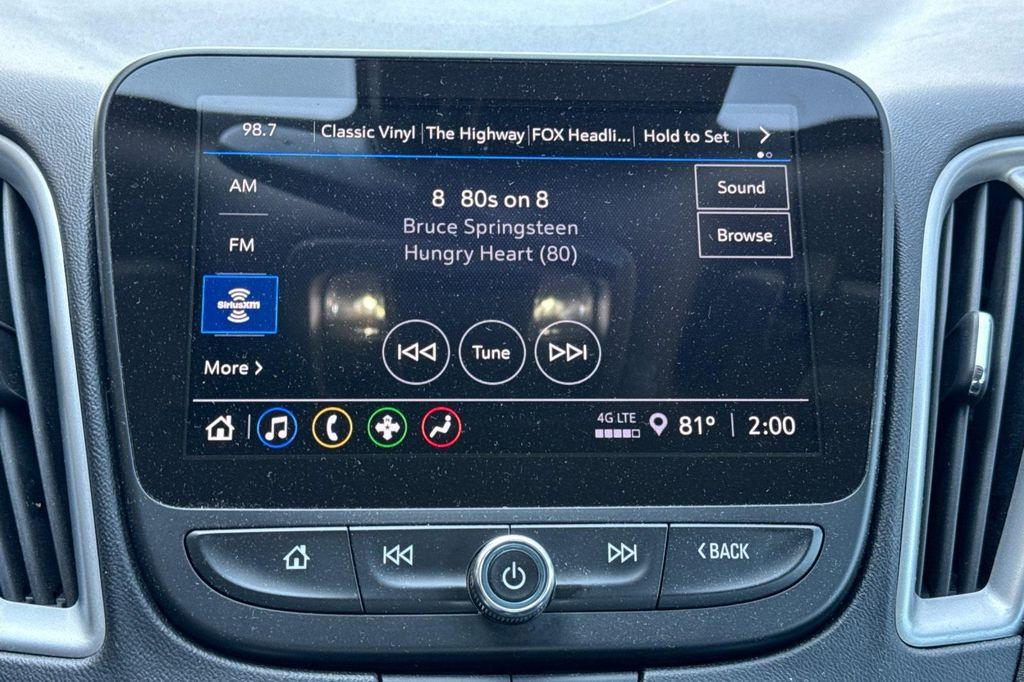 98.7 Classic Vinyl The Highway FOX Headli... Hold to Set >
AM
FM
SiriusXM
More >
8 80s on 8
Bruce Springsteen
Hungry Heart (80)
Sound
Browse
Tune
4G LTE 81° 2:00
< BACK